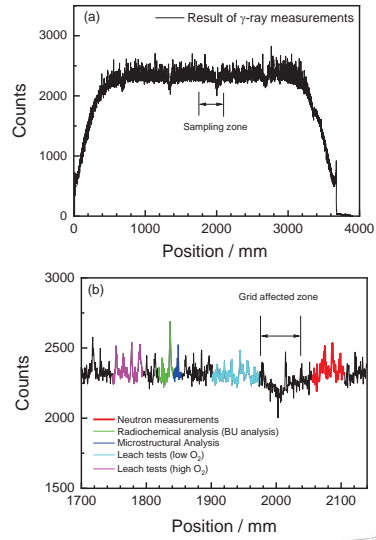 (a)
Result of γ-ray measurements
3000
2000
1000
0
Counts
Sampling zone
0 1000 2000 3000 4000
Position / mm
(b)
3000
2300
1500
Counts
Grid affected zone
Neutron measurements
Radiochemical analysis (BU analysis)
Microstructural Analysis
Leach tests (low O₂)
Leach tests (high O₂)
1700 1800 1900 2000 2100
Position / mm